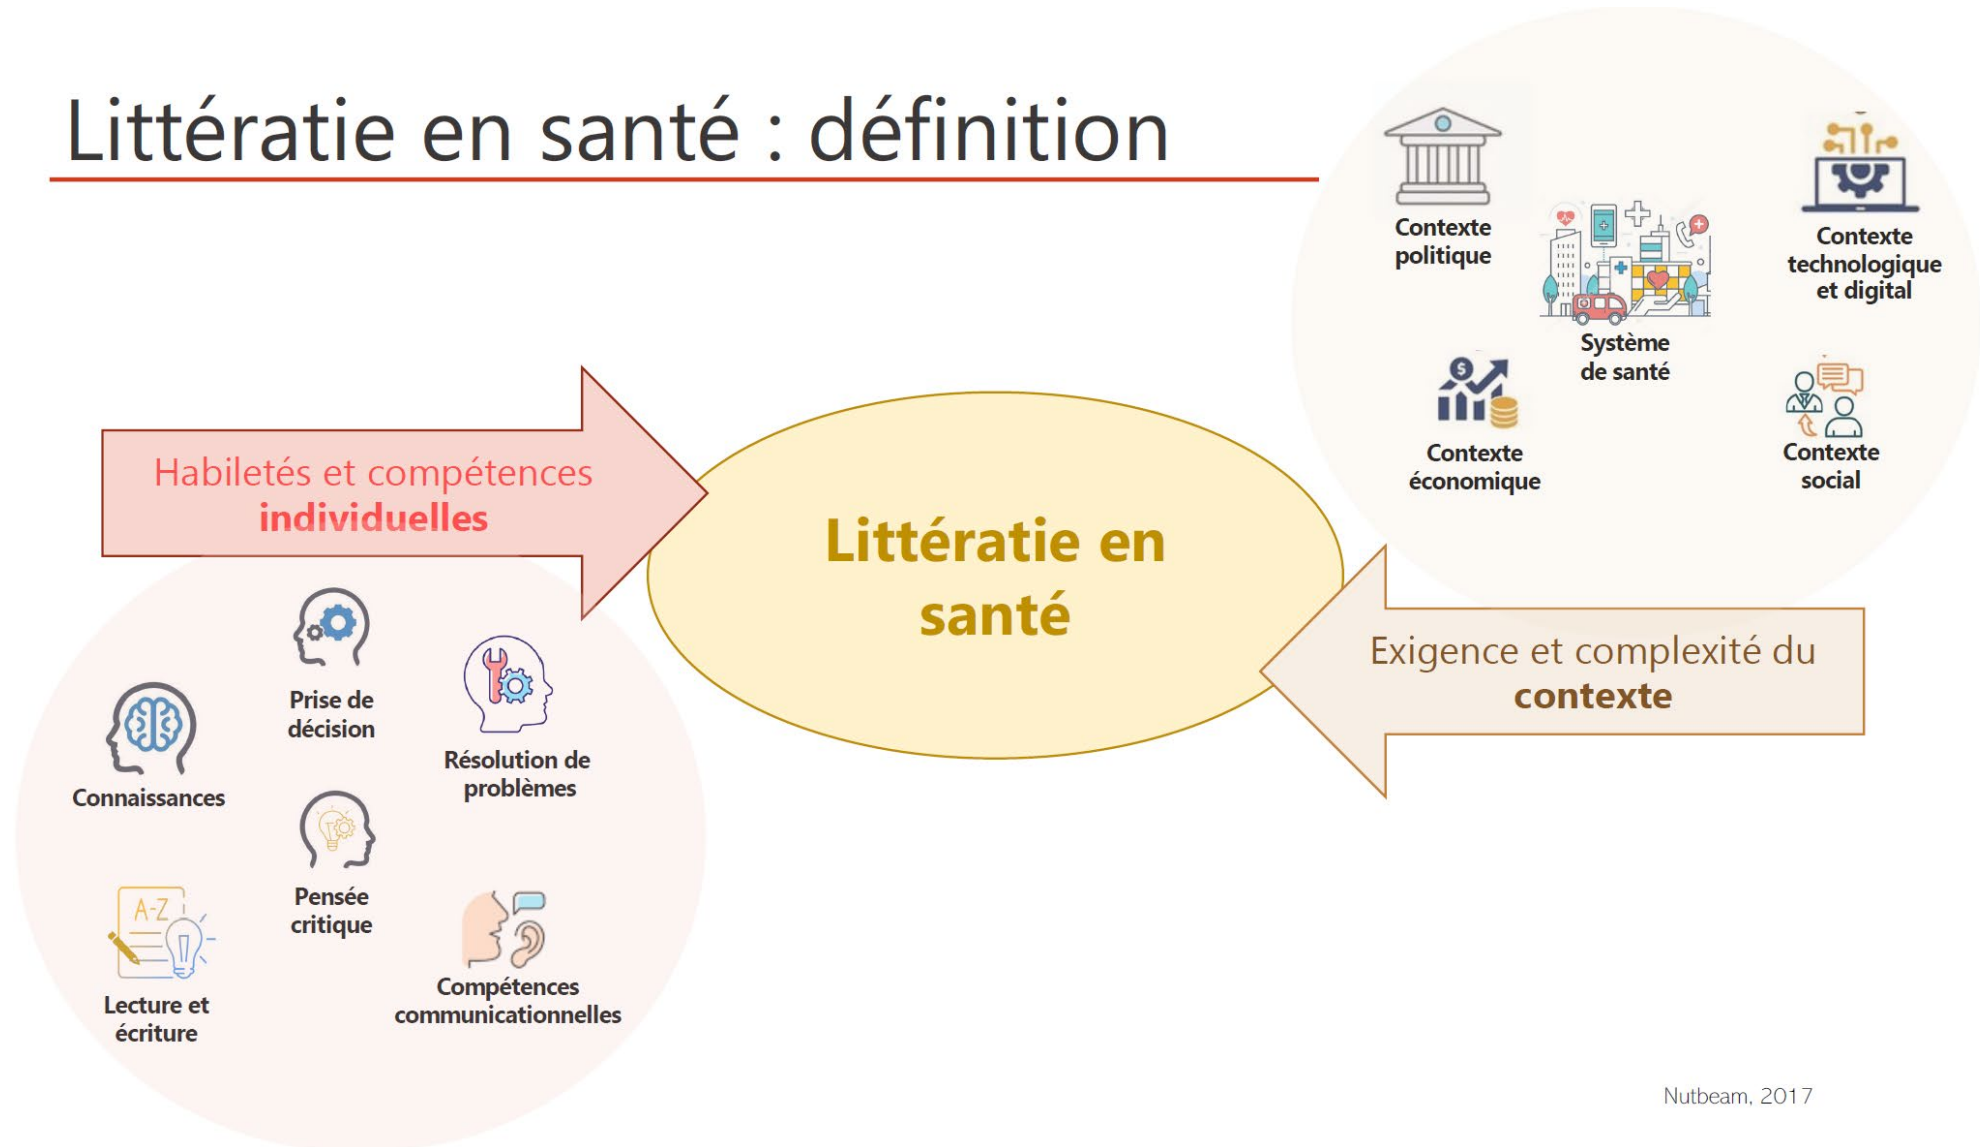 Littératie en santé : définition
Contexte
politique
Contexte
technologique
et digital
Système
de santé
Contexte
économique
Contexte
social
Habiletés et compétences
individuelles
Littératie en
santé
Exigence et complexité du
contexte
Prise de
décision
Résolution de
problèmes
Connaissances
Pensée
critique
A-Z
Lecture et
écriture
Compétences
communicationnelles
Nutbeam, 2017